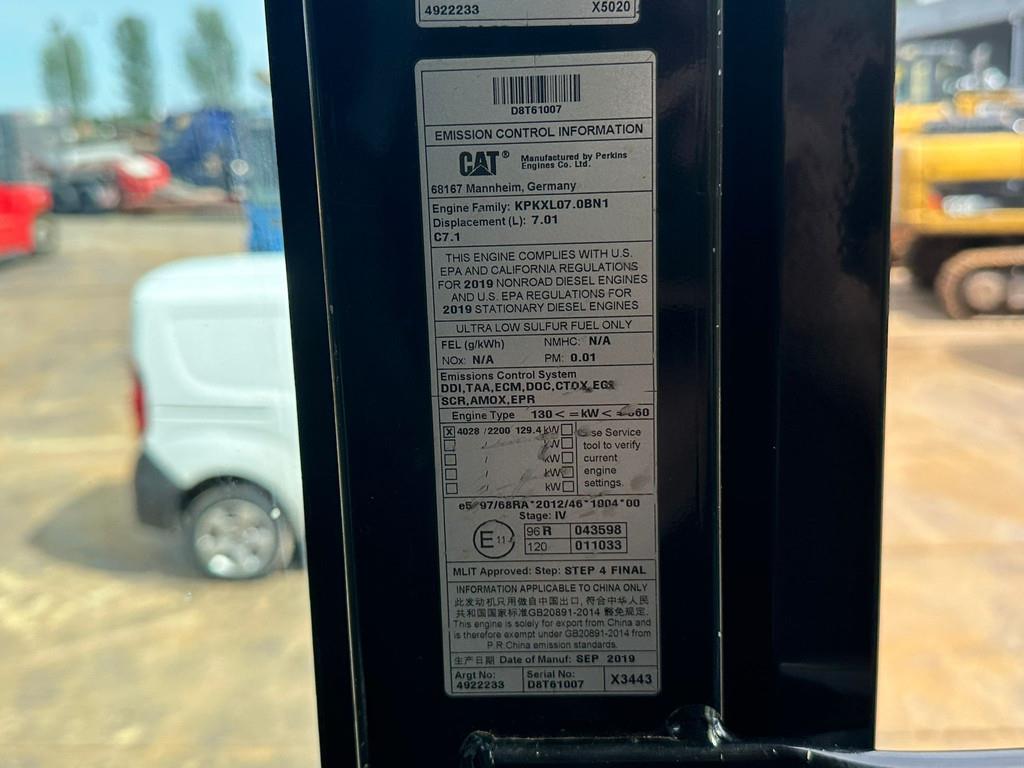 4922233 X5020
D8T61007
EMISSION CONTROL INFORMATION
CAT® Manufactured by Perkins
Engines Co. Ltd.
68167 Mannheim, Germany
Engine Family: KPKXL07.0BN1
Displacement (L): 7.01
C7.1
THIS ENGINE COMPLIES WITH U.S.
EPA AND CALIFORNIA REGULATIONS
FOR 2019 NONROAD DIESEL ENGINES
AND U.S. EPA REGULATIONS FOR
2019 STATIONARY DIESEL ENGINES
ULTRA LOW SULFUR FUEL ONLY
FEL (g/kWh) NMHC: N/A
NOx: N/A PM: 0.01
Emissions Control System
DDI,TAA,ECM,DOC,CTOX,EGS
SCR,AMOX,EPR
Engine Type 130 < =kW < = 560
X 4028 /2200 129.4 kW
/ kW
/ kW
/ kW
/ kW
se Service
tool to verify
current
engine
settings.
e5*97/68RA*2012/46*1004*00
Stage: IV
E 11 96 R 043598
120 011033
MLIT Approved: Step: STEP 4 FINAL
INFORMATION APPLICABLE TO CHINA ONLY
此发动机只用做自中国出口, 符合中华人民
共和国国家标准GB20891-2014 豁免规定.
This engine is solely for export from China and
is therefore exempt under GB20891-2014 from
P.R.China emission standards.
生产日期 Date of Manuf: SEP 2019
Argt No: Serial No:
4922233 D8T61007 X3443